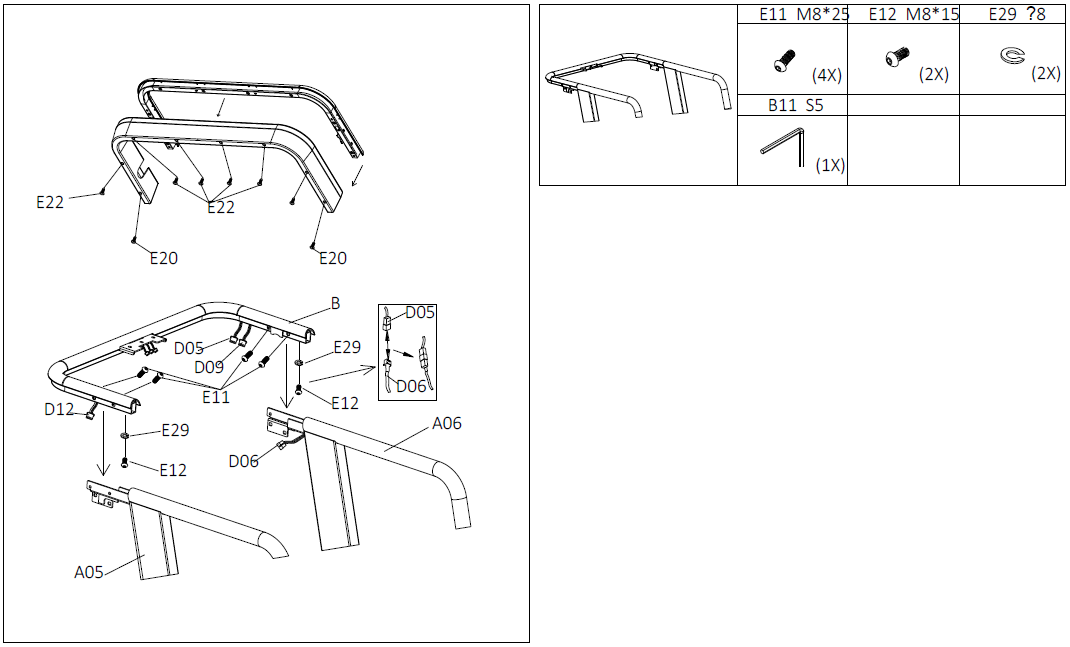 E22
E22
E20
E20
B
D05
D05
D09
E29
E11
E12
D06
D12
E29
A06
D06
E12
A05
E11 M8*25
E12 M8*15
E29 ?8
(4X)
(2X)
(2X)
B11 S5
(1X)